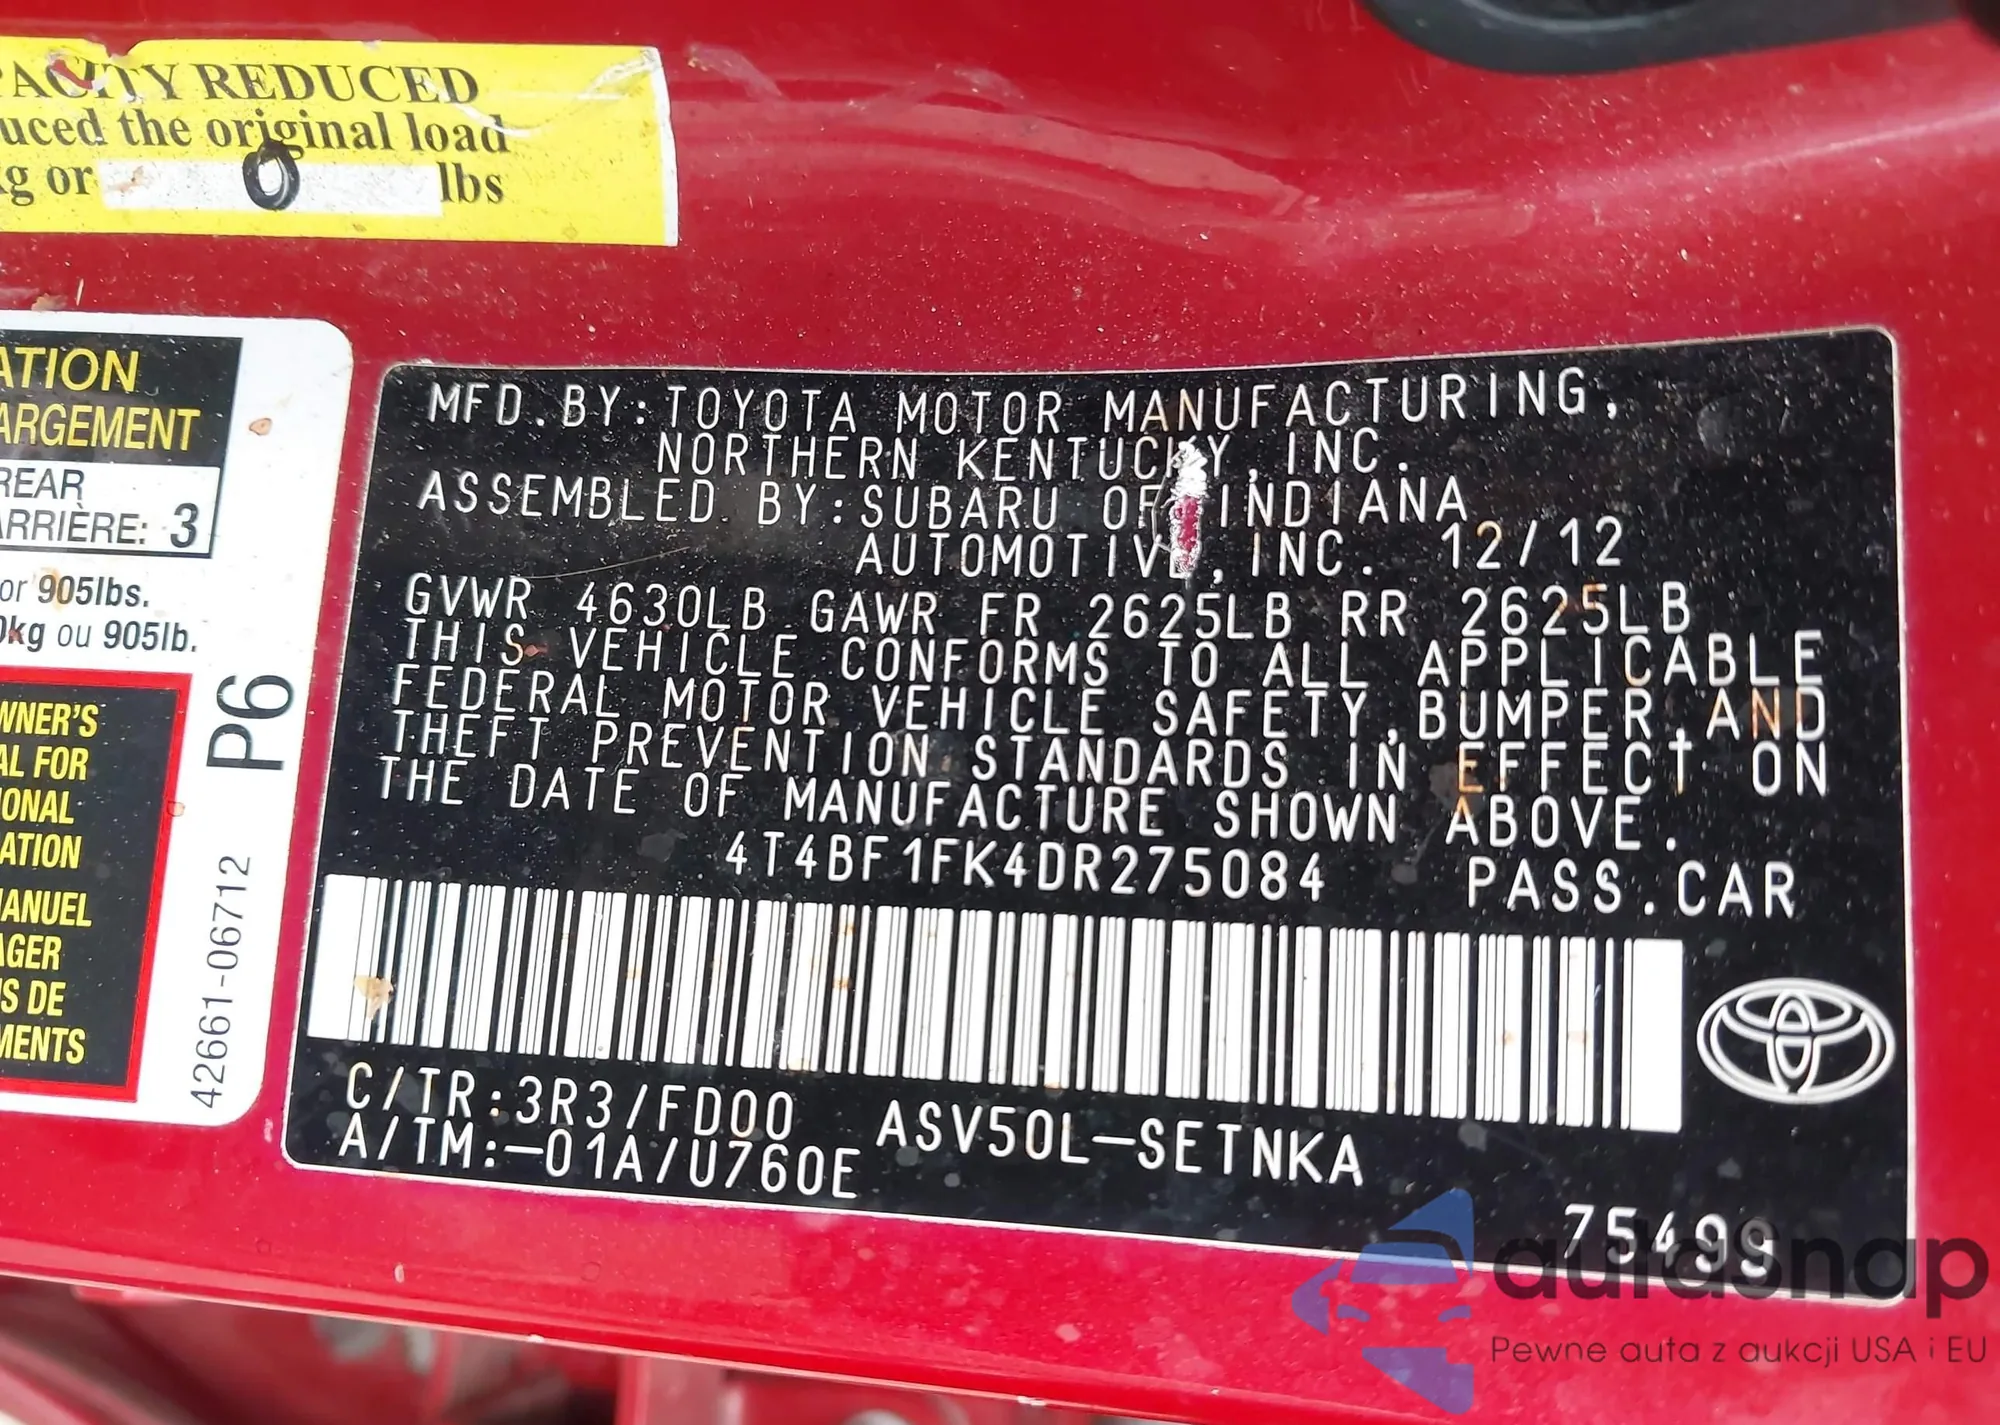 PACITY REDUCED
uced the original load
kg or 0 lbs
ATION
ARGEMENT
REAR
ARRIÈRE: 3
or 905lbs.
0kg ou 905lb.
WNER'S
AL FOR
IONAL
ATION
MANUEL
AGER
S DE
MENTS
P6
42661-06712
MFD.BY:TOYOTA MOTOR MANUFACTURING,
NORTHERN KENTUCKY,INC.
ASSEMBLED BY:SUBARU OF INDIANA
AUTOMOTIVE,INC. 12/12
GVWR 4630LB GAWR FR 2625LB RR 2625LB
THIS VEHICLE CONFORMS TO ALL APPLICABLE
FEDERAL MOTOR VEHICLE SAFETY,BUMPER,AND
THEFT PREVENTION STANDARDS IN EFFECT ON
THE DATE OF MANUFACTURE SHOWN ABOVE.
4T4BF1FK4DR275084 PASS.CAR
C/TR:3R3/FD00 ASV50L-SETNKA
A/TM:-01A/U760E
75499
autosnap
Pewne auta z aukcji USA i EU